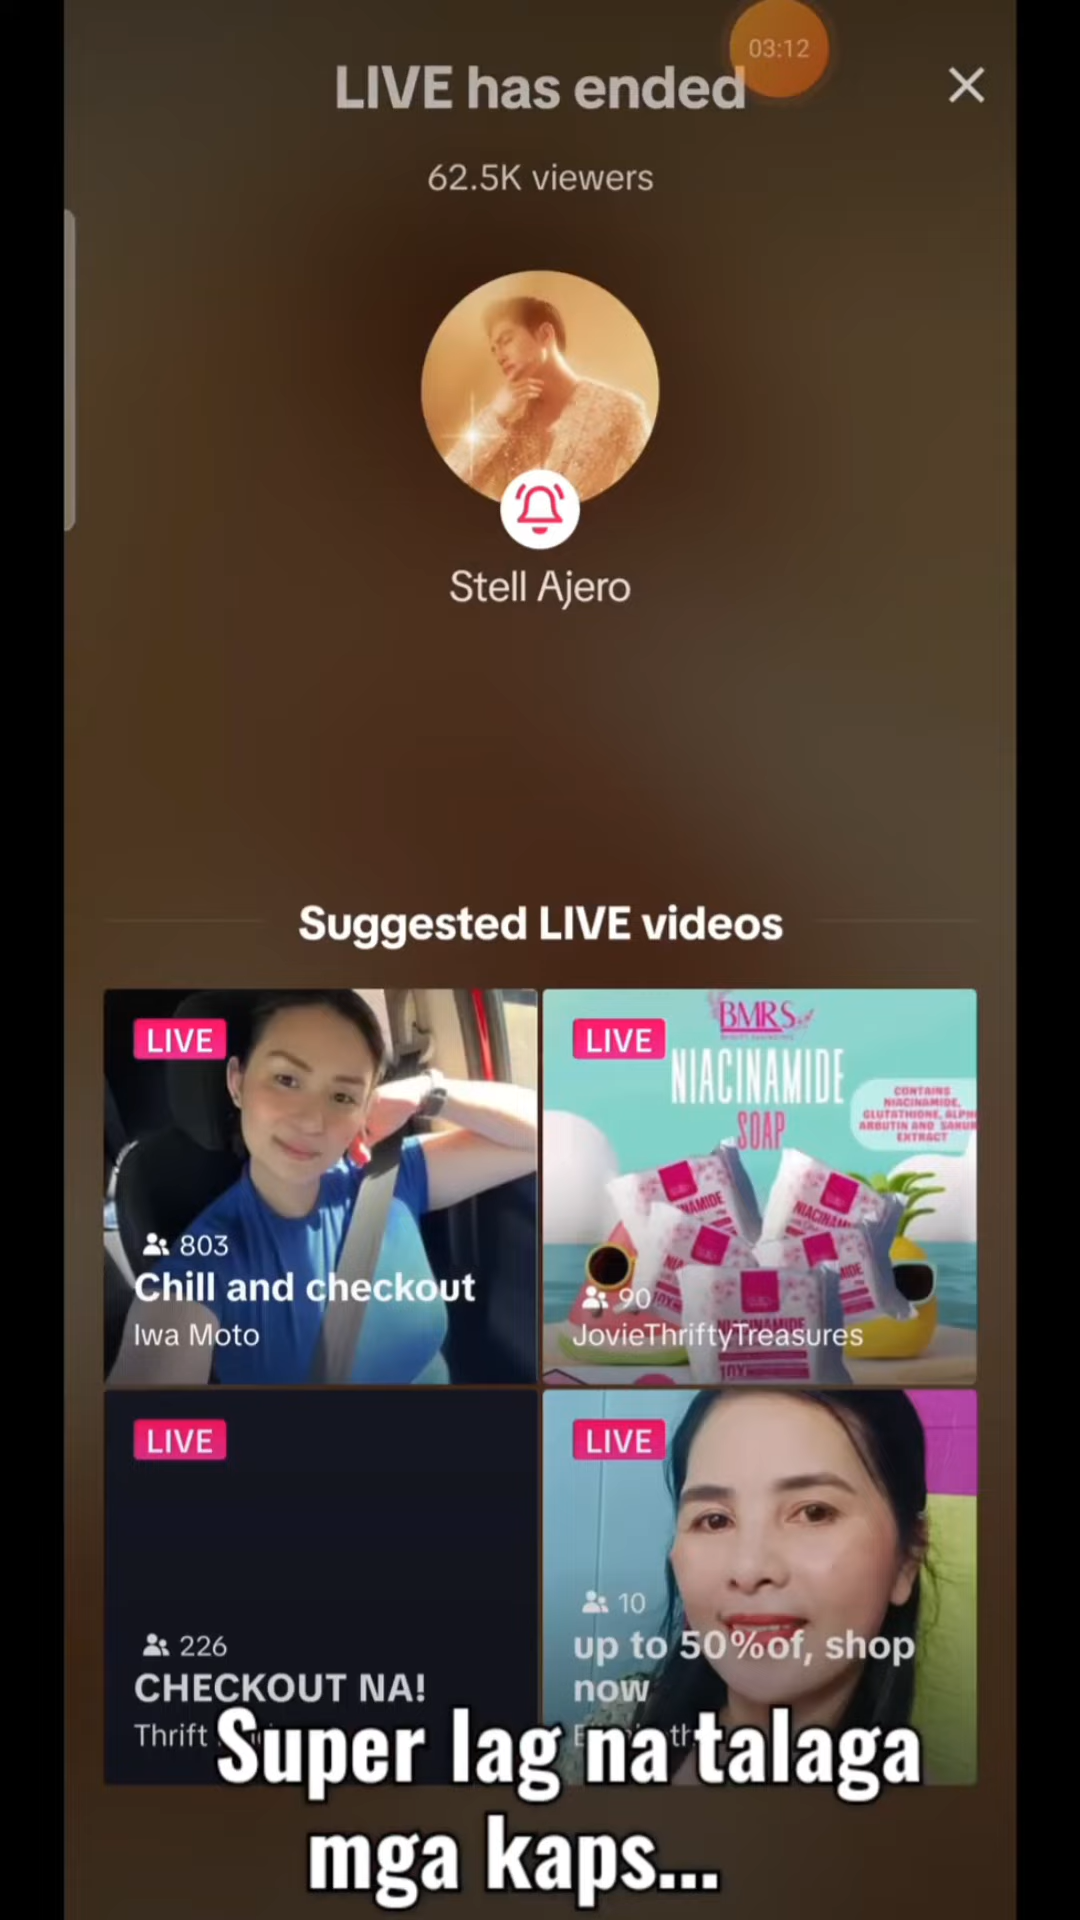 03:12
LIVE has ended
62.5K viewers
Stell Ajero
Suggested LIVE videos
LIVE
803
Chill and checkout
Iwa Moto
LIVE
BMRS
NIACINAMIDE
SOAP
CONTAINS
NIACINAMIDE,
GLUTATHIONE, ALPH
ARBUTIN AND SAKUR
EXTRACT
90
JovieThriftyTreasures
LIVE
226
CHECKOUT NA!
Thrift
LIVE
10
up to 50%of, shop
now
Super lag na talaga
mga kaps...